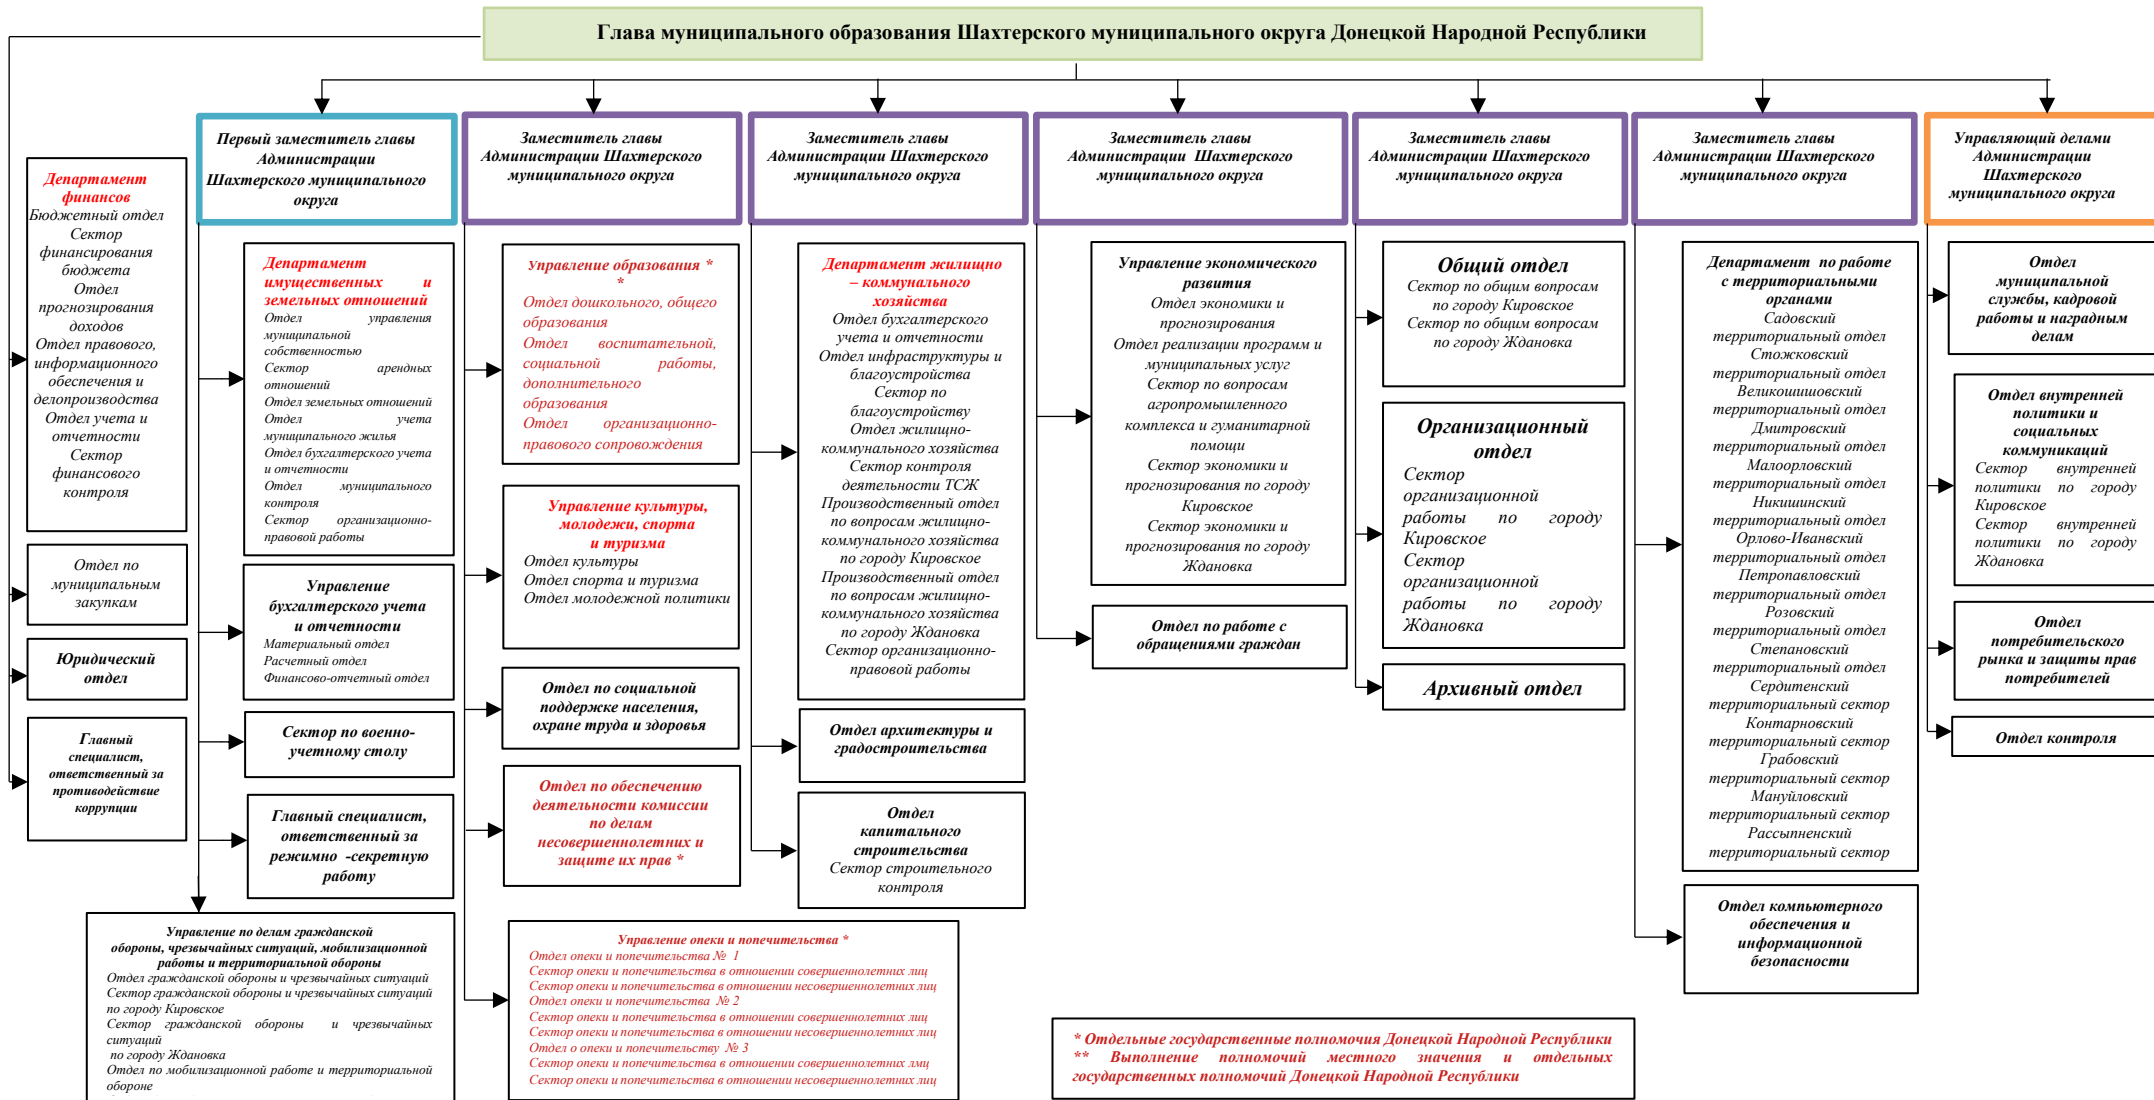 Глава муниципального образования Шахтерского муниципального округа Донецкой Народной Республики
Департамент
финансов
Бюджетный отдел
Сектор
финансирования
бюджета
Отдел
прогнозирования
доходов
Отдел правового,
информационного
обеспечения и
делопроизводства
Отдел учета и
отчетности
Сектор
финансового
контроля
Отдел по
муниципальным
закупкам
Юридический
отдел
Главный
специалист,
ответственный за
противодействие
коррупции
Первый заместитель главы
Администрации
Шахтерского муниципального
округа
Департамент
имущественных и
земельных отношений
Отдел управления
муниципальной
собственностью
Сектор арендных
отношений
Отдел земельных отношений
Отдел учета
муниципального жилья
Отдел бухгалтерского учета
и отчетности
Отдел муниципального
контроля
Сектор организационно-
правовой работы
Управление
бухгалтерского учета
и отчетности
Материальный отдел
Расчетный отдел
Финансово-отчетный отдел
Сектор по военно-
учетному столу
Главный специалист,
ответственный за
режимно -секретную
работу
Управление по делам гражданской
обороны, чрезвычайных ситуаций, мобилизационной
работы и территориальной обороны
Отдел гражданской обороны и чрезвычайных ситуаций
Сектор гражданской обороны и чрезвычайных ситуаций
по городу Кировское
Сектор гражданской обороны и чрезвычайных
ситуаций
по городу Ждановка
Отдел по мобилизационной работе и территориальной
обороне
Заместитель главы
Администрации Шахтерского
муниципального округа
Управление образования *
*
Отдел дошкольного, общего
образования
Отдел воспитательной,
социальной работы,
дополнительного
образования
Отдел организационно-
правового сопровождения
Управление культуры,
молодежи, спорта
и туризма
Отдел культуры
Отдел спорта и туризма
Отдел молодежной политики
Отдел по социальной
поддержке населения,
охране труда и здоровья
Отдел по обеспечению
деятельности комиссии
по делам
несовершеннолетних и
защите их прав *
Управление опеки и попечительства *
Отдел опеки и попечительства № 1
Сектор опеки и попечительства в отношении совершеннолетних лиц
Сектор опеки и попечительства в отношении несовершеннолетних лиц
Отдел опеки и попечительства № 2
Сектор опеки и попечительства в отношении совершеннолетних лиц
Сектор опеки и попечительства в отношении несовершеннолетних лиц
Отдел о опеки и попечительству № 3
Сектор опеки и попечительства в отношении совершеннолетних лмц
Сектор опеки и попечительства в отношении несовершеннолетних лиц
Заместитель главы
Администрации Шахтерского
муниципального округа
Департамент жилищно
– коммунального
хозяйства
Отдел бухгалтерского
учета и отчетности
Отдел инфраструктуры и
благоустройства
Сектор по
благоустройству
Отдел жилищно-
коммунального хозяйства
Сектор контроля
деятельности ТСЖ
Производственный отдел
по вопросам жилищно-
коммунального хозяйства
по городу Кировское
Производственный отдел
по вопросам жилищно-
коммунального хозяйства
по городу Ждановка
Сектор организационно-
правовой работы
Отдел архитектуры и
градостроительства
Отдел
капитального
строительства
Сектор строительного
контроля
Заместитель главы
Администрации Шахтерского
муниципального округа
Управление экономического
развития
Отдел экономики и
прогнозирования
Отдел реализации программ и
муниципальных услуг
Сектор по вопросам
агропромышленного
комплекса и гуманитарной
помощи
Сектор экономики и
прогнозирования по городу
Кировское
Сектор экономики и
прогнозирования по городу
Ждановка
Отдел по работе с
обращениями граждан
Заместитель главы
Администрации Шахтерского
муниципального округа
Общий отдел
Сектор по общим вопросам
по городу Кировское
Сектор по общим вопросам
по городу Ждановка
Организационный
отдел
Сектор
организационной
работы по городу
Кировское
Сектор
организационной
работы по городу
Ждановка
Архивный отдел
Заместитель главы
Администрации Шахтерского
муниципального округа
Департамент по работе
с территориальными
органами
Садовский
территориальный отдел
Стожковский
территориальный отдел
Великошишовский
территориальный отдел
Дмитровский
территориальный отдел
Малоорловский
территориальный отдел
Никишинский
территориальный отдел
Орлово-Иванвский
территориальный отдел
Петропавловский
территориальный отдел
Розовский
территориальный отдел
Степановский
территориальный отдел
Сердитенский
территориальный сектор
Контарновский
территориальный сектор
Грабовский
территориальный сектор
Мануйловский
территориальный сектор
Рассыпненский
территориальный сектор
Отдел компьютерного
обеспечения и
информационной
безопасности
Управляющий делами
Администрации
Шахтерского
муниципального округа
Отдел
муниципальной
службы, кадровой
работы и наградным
делам
Отдел внутренней
политики и
социальных
коммуникаций
Сектор внутренней
политики по городу
Кировское
Сектор внутренней
политики по городу
Ждановка
Отдел
потребительского
рынка и защиты прав
потребителей
Отдел контроля
* Отдельные государственные полномочия Донецкой Народной Республики
** Выполнение полномочий местного значения и отдельных
государственных полномочий Донецкой Народной Республики